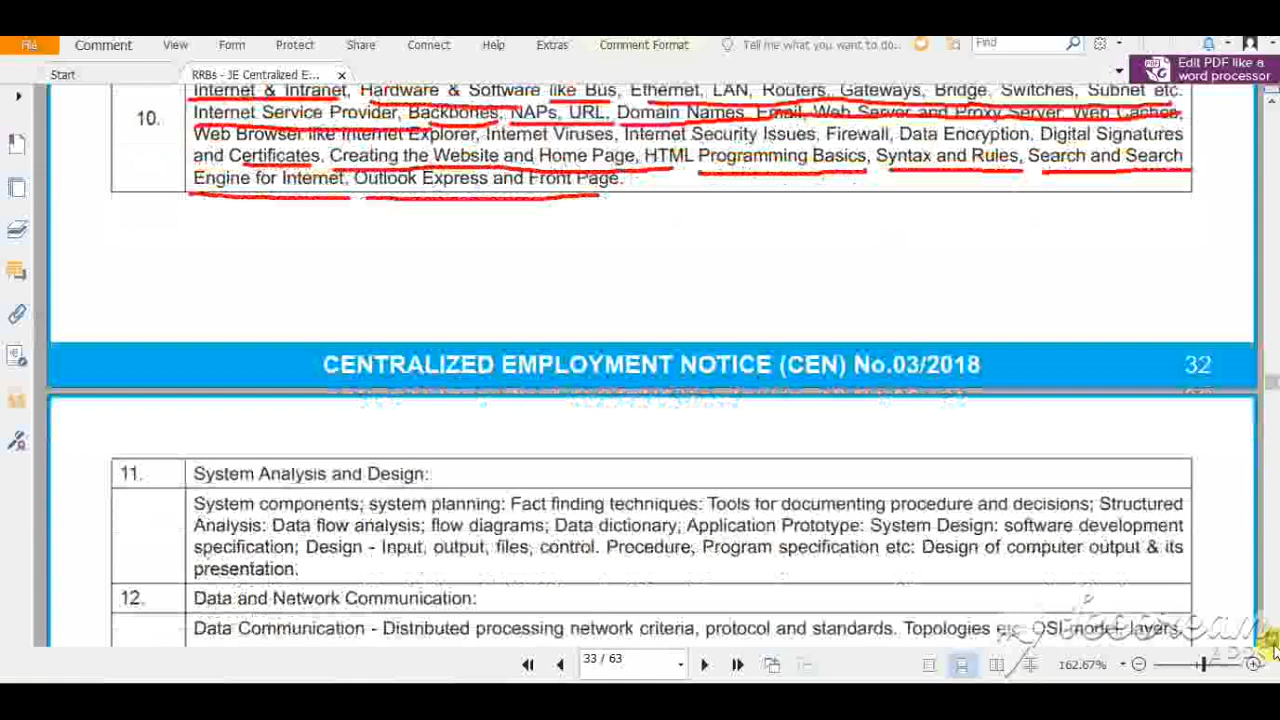 File Comment View Form Protect Share Connect Help Extras Comment Format Tell me what you want to do.. Find
Start RRBs - JE Centralized E... Edit PDF like a
word processor
Internet & Intranet, Hardware & Software like Bus, Ethernet, LAN, Routers, Gateways, Bridge, Switches, Subnet etc.
10. Internet Service Provider, Backbones, NAPs, URL, Domain Names, Email, Web Server and Proxy Server, Web Caches,
Web Browser like Internet Explorer, Internet Viruses, Internet Security Issues, Firewall, Data Encryption. Digital Signatures
and Certificates, Creating the Website and Home Page, HTML Programming Basics, Syntax and Rules, Search and Search
Engine for Internet, Outlook Express and Front Page.
CENTRALIZED EMPLOYMENT NOTICE (CEN) No.03/2018 32
11. System Analysis and Design:
System components; system planning: Fact finding techniques: Tools for documenting procedure and decisions; Structured
Analysis: Data flow analysis; flow diagrams; Data dictionary, Application Prototype: System Design: software development
specification; Design - Input, output, files, control. Procedure, Program specification etc: Design of computer output & its
presentation.
12. Data and Network Communication:
Data Communication - Distributed processing network criteria, protocol and standards. Topologies etc. OSI model layers,
33 / 63 162.67%